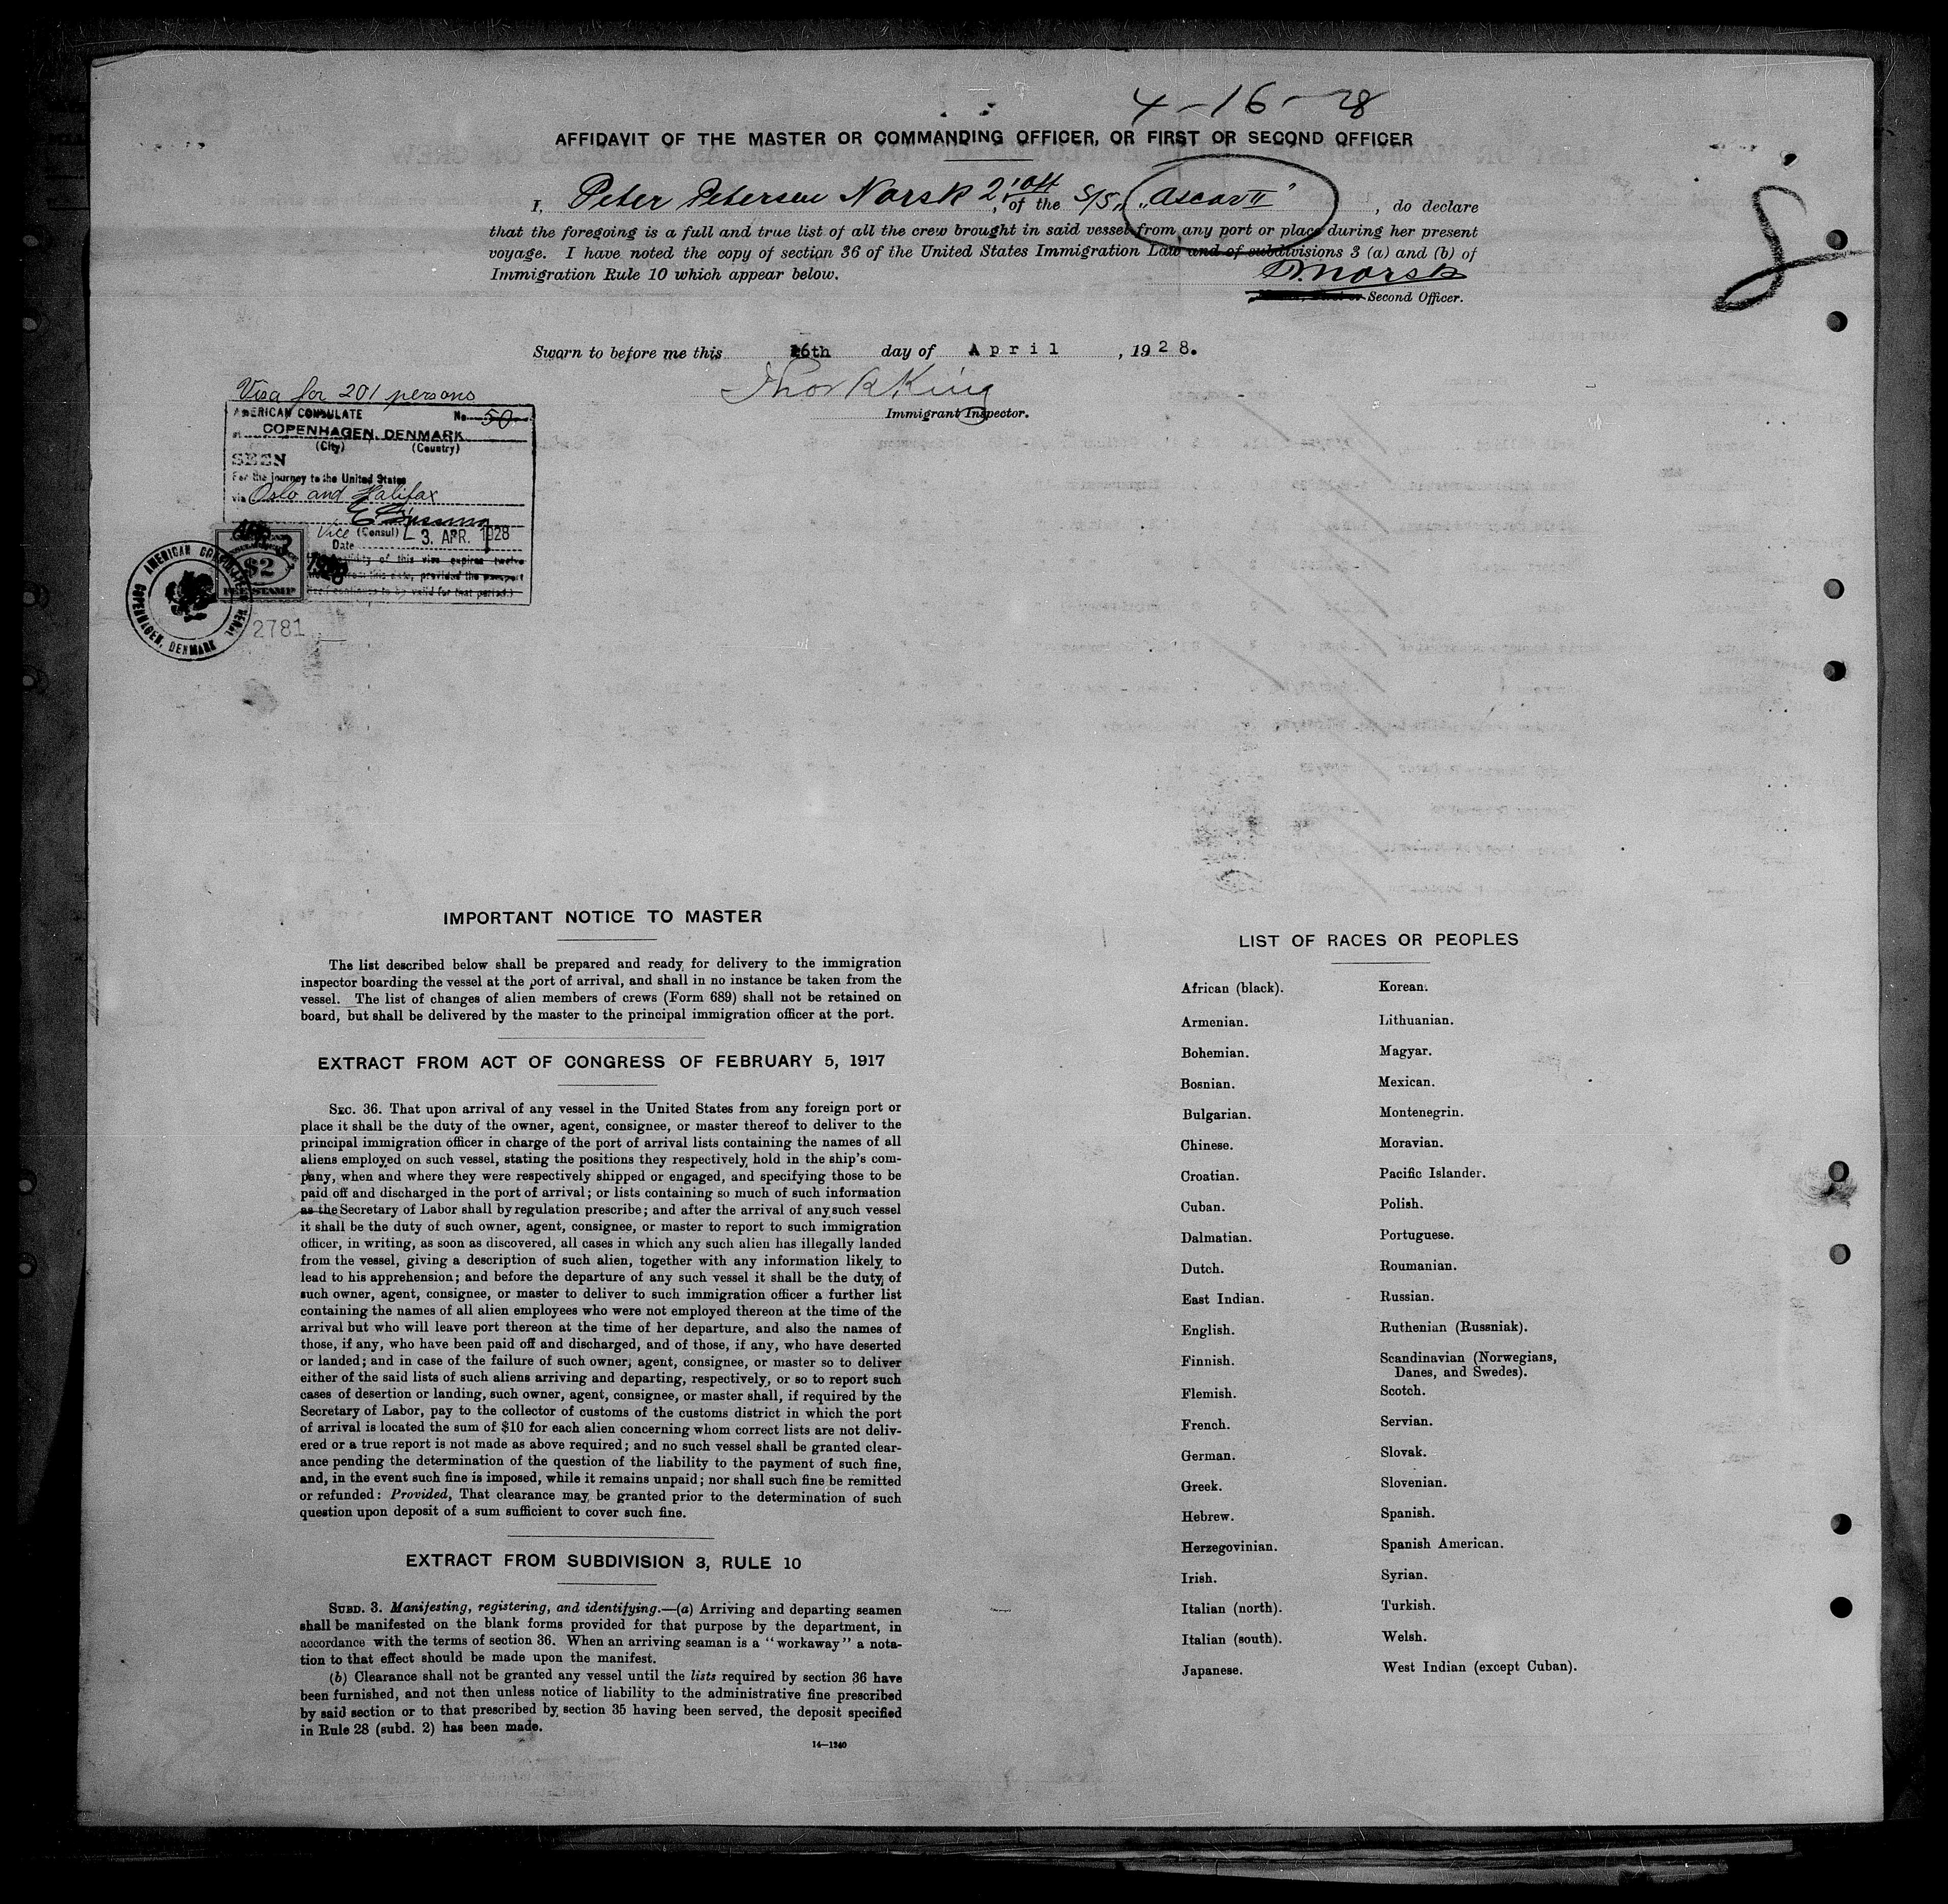 4-16-28
AFFIDAVIT OF THE MASTER OR COMMANDING OFFICER, OR FIRST OR SECOND OFFICER
I, Peter Petersen Norsk 2' Off of the S/S „ , do declare
that the foregoing is a full and true list of all the crew brought in said vessel from any port or place during her present
voyage. I have noted the copy of section 36 of the United States Immigration Law and of subdivisions 3 (a) and (b) of
Immigration Rule 10 which appear below.
P. Norsk
Second Officer.
Sworn to before me this 16th day of April , 1928.
King
Immigrant Inspector.
Visa for 201 persons
AMERICAN CONSULATE No. 50
at COPENHAGEN, DENMARK
(City) (Country)
SEEN
For the journey to the United States
via Oslo and Halifax
Vice (Consul)
Date 3. APR. 1928
validity of this visa expires twelve
from this date, provided the passport
continues to be valid for that period.)
$2
FEE STAMP
AMERICAN CONSULATE GENERAL
COPENHAGEN, DENMARK
2781
IMPORTANT NOTICE TO MASTER
The list described below shall be prepared and ready for delivery to the immigration
inspector boarding the vessel at the port of arrival, and shall in no instance be taken from the
vessel. The list of changes of alien members of crews (Form 689) shall not be retained on
board, but shall be delivered by the master to the principal immigration officer at the port.
EXTRACT FROM ACT OF CONGRESS OF FEBRUARY 5, 1917
SEC. 36. That upon arrival of any vessel in the United States from any foreign port or
place it shall be the duty of the owner, agent, consignee, or master thereof to deliver to the
principal immigration officer in charge of the port of arrival lists containing the names of all
aliens employed on such vessel, stating the positions they respectively hold in the ship's com-
pany, when and where they were respectively shipped or engaged, and specifying those to be
paid off and discharged in the port of arrival; or lists containing so much of such information
as the Secretary of Labor shall by regulation prescribe; and after the arrival of any such vessel
it shall be the duty of such owner, agent, consignee, or master to report to such immigration
officer, in writing, as soon as discovered, all cases in which any such alien has illegally landed
from the vessel, giving a description of such alien, together with any information likely to
lead to his apprehension; and before the departure of any such vessel it shall be the duty of
such owner, agent, consignee, or master to deliver to such immigration officer a further list
containing the names of all alien employees who were not employed thereon at the time of the
arrival but who will leave port thereon at the time of her departure, and also the names of
those, if any, who have been paid off and discharged, and of those, if any, who have deserted
or landed; and in case of the failure of such owner, agent, consignee, or master so to deliver
either of the said lists of such aliens arriving and departing, respectively, or so to report such
cases of desertion or landing, such owner, agent, consignee, or master shall, if required by the
Secretary of Labor, pay to the collector of customs of the customs district in which the port
of arrival is located the sum of $10 for each alien concerning whom correct lists are not deliv-
ered or a true report is not made as above required; and no such vessel shall be granted clear-
ance pending the determination of the question of the liability to the payment of such fine,
and, in the event such fine is imposed, while it remains unpaid; nor shall such fine be remitted
or refunded: Provided, That clearance may be granted prior to the determination of such
question upon deposit of a sum sufficient to cover such fine.
EXTRACT FROM SUBDIVISION 3, RULE 10
SUBD. 3. Manifesting, registering, and identifying.—(a) Arriving and departing seamen
shall be manifested on the blank forms provided for that purpose by the department, in
accordance with the terms of section 36. When an arriving seaman is a "workaway" a nota-
tion to that effect should be made upon the manifest.
(b) Clearance shall not be granted any vessel until the lists required by section 36 have
been furnished, and not then unless notice of liability to the administrative fine prescribed
by said section or to that prescribed by section 35 having been served, the deposit specified
in Rule 28 (subd. 2) has been made.
14—1240
LIST OF RACES OR PEOPLES
African (black).
Armenian.
Bohemian.
Bosnian.
Bulgarian.
Chinese.
Croatian.
Cuban.
Dalmatian.
Dutch.
East Indian.
English.
Finnish.
Flemish.
French.
German.
Greek.
Hebrew.
Herzegovinian.
Irish.
Italian (north).
Italian (south).
Japanese.
Korean.
Lithuanian.
Magyar.
Mexican.
Montenegrin.
Moravian.
Pacific Islander.
Polish.
Portuguese.
Roumanian.
Russian.
Ruthenian (Russniak).
Scandinavian (Norwegians,
Danes, and Swedes).
Scotch.
Servian.
Slovak.
Slovenian.
Spanish.
Spanish American.
Syrian.
Turkish.
Welsh.
West Indian (except Cuban).